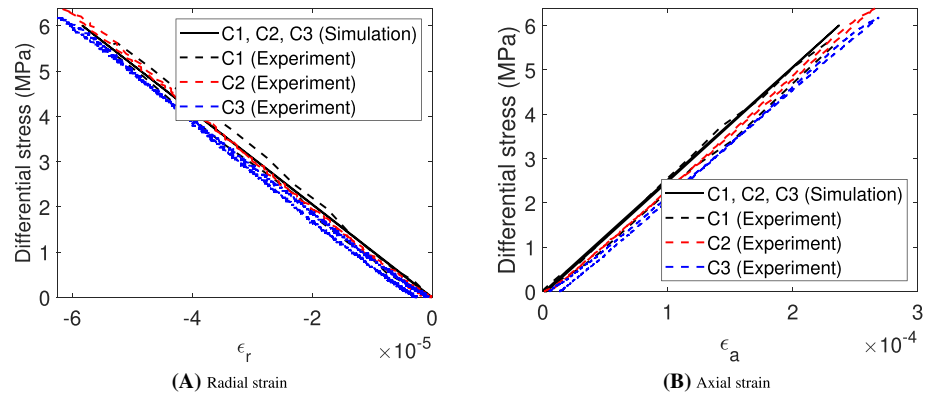 Differential stress (MPa)
6
5
4
3
2
1
0
C1, C2, C3 (Simulation)
C1 (Experiment)
C2 (Experiment)
C3 (Experiment)
-6 -4 -2 0
ϵr ×10-5
(A) Radial strain
Differential stress (MPa)
6
5
4
3
2
1
0
C1, C2, C3 (Simulation)
C1 (Experiment)
C2 (Experiment)
C3 (Experiment)
0 1 2 3
ϵa ×10-4
(B) Axial strain